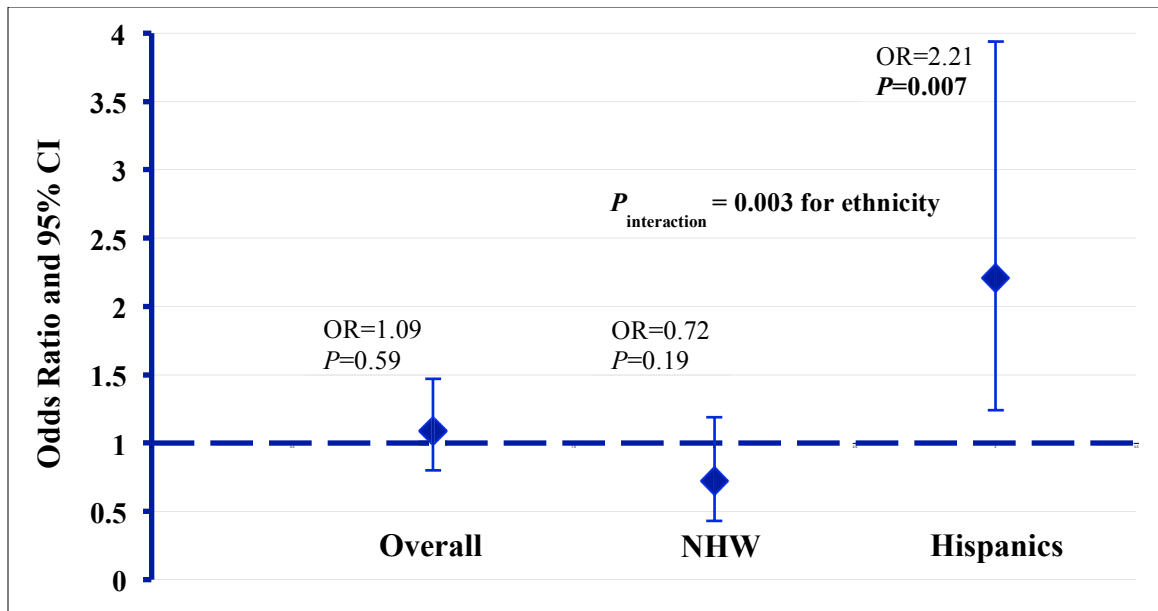 Odds Ratio and 95% CI
4
3.5
3
2.5
2
1.5
1
0.5
0
OR=2.21
P=0.007
P interaction = 0.003 for ethnicity
OR=1.09
P=0.59
OR=0.72
P=0.19
Overall
NHW
Hispanics